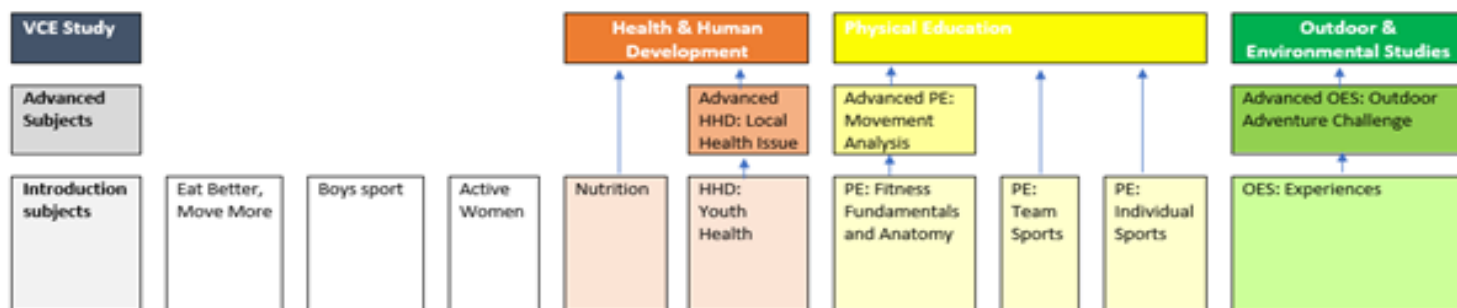 VCE Study
Health & Human
Development
Physical Education
Outdoor &
Environmental Studies
Advanced
Subjects
Advanced
HHD: Local
Health Issue
Advanced PE:
Movement
Analysis
Advanced OES: Outdoor
Adventure Challenge
Introduction
subjects
Eat Better,
Move More
Boys sport
Active
Women
Nutrition
HHD:
Youth
Health
PE: Fitness
Fundamentals
and Anatomy
PE:
Team
Sports
PE:
Individual
Sports
OES: Experiences